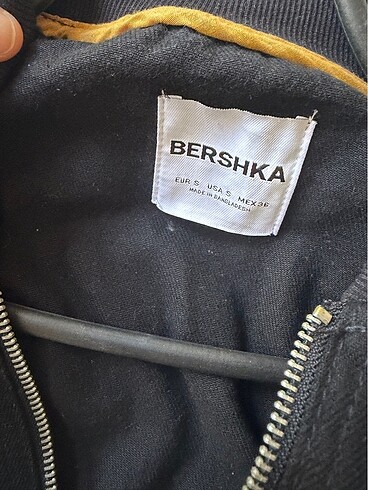 BERSHKA
EUR S USA S MEX 36
MADE IN BANGLADESH